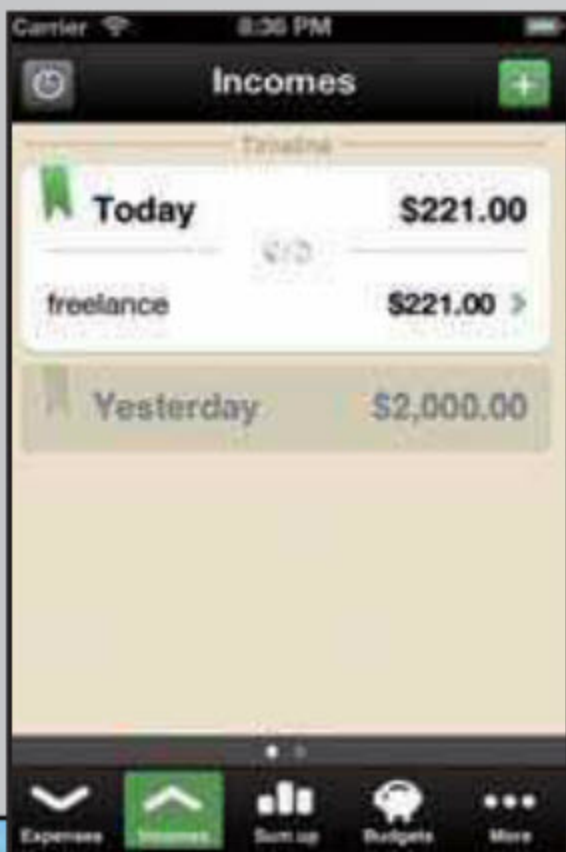 Carrier 8:36 PM
Incomes
Timeline
Today $221.00
freelance $221.00
Yesterday $2,000.00
Expenses Incomes Sum up Budgets More